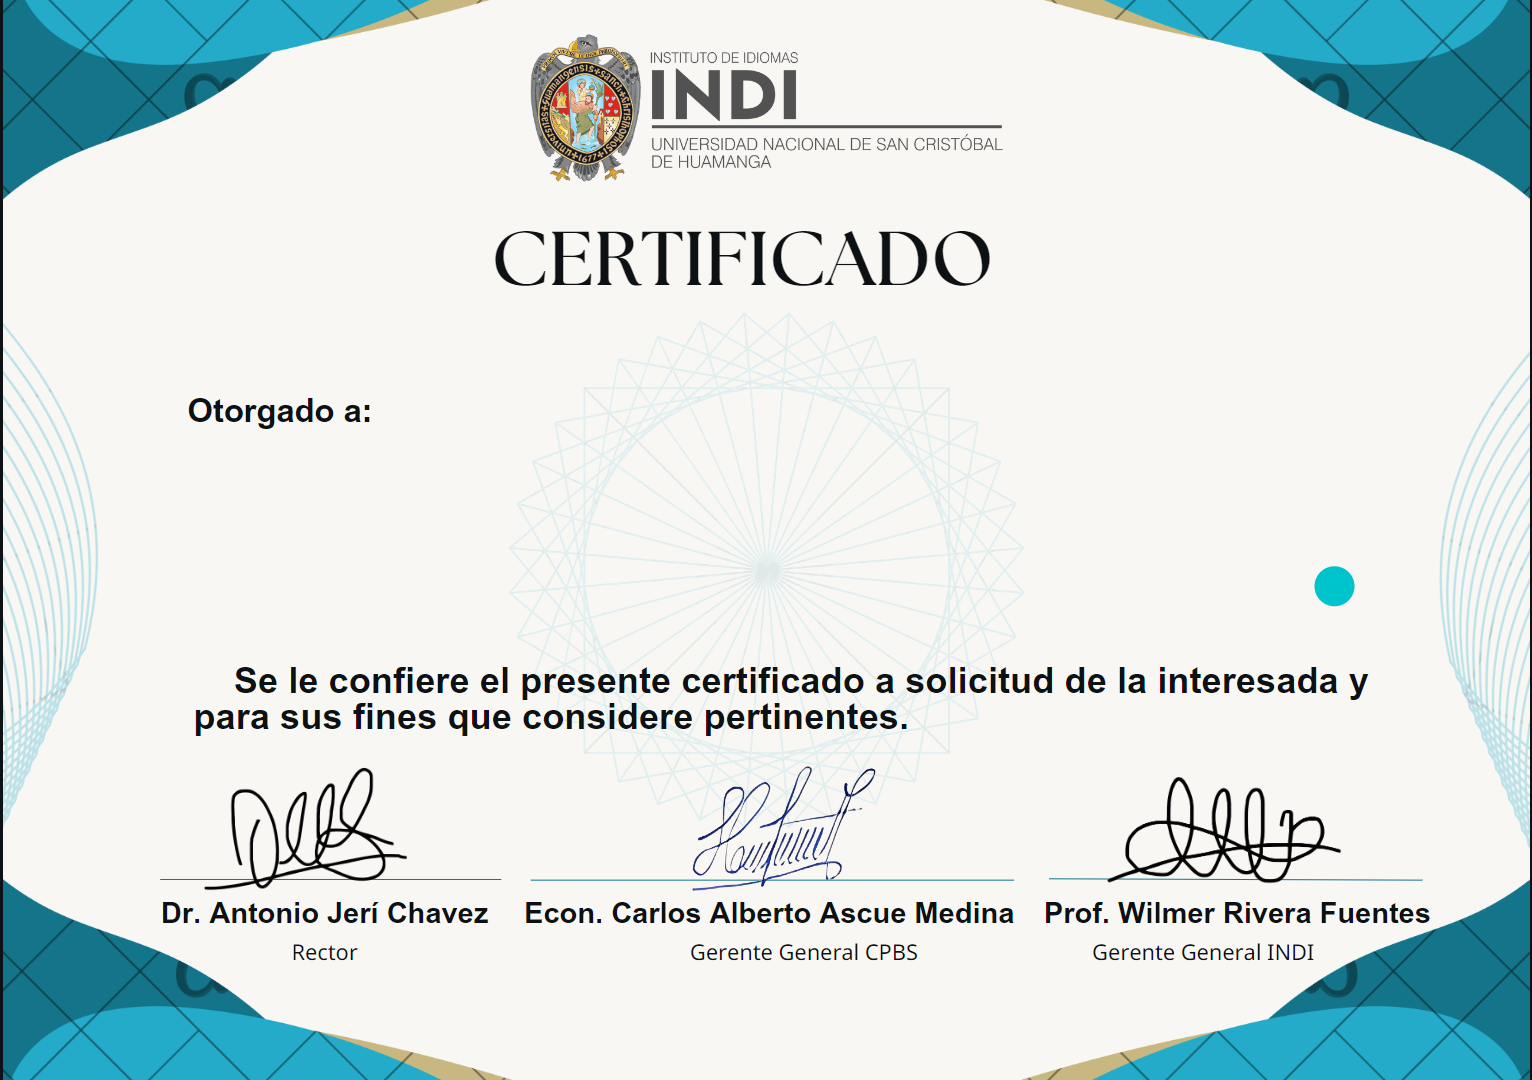 INSTITUTO DE IDIOMAS
INDI
UNIVERSIDAD NACIONAL DE SAN CRISTÓBAL
DE HUAMANGA
1677
CERTIFICADO
Otorgado a:
Se le confiere el presente certificado a solicitud de la interesada y
para sus fines que considere pertinentes.
Dr. Antonio Jerí Chavez
Rector
Econ. Carlos Alberto Ascue Medina
Gerente General CPBS
Prof. Wilmer Rivera Fuentes
Gerente General INDI